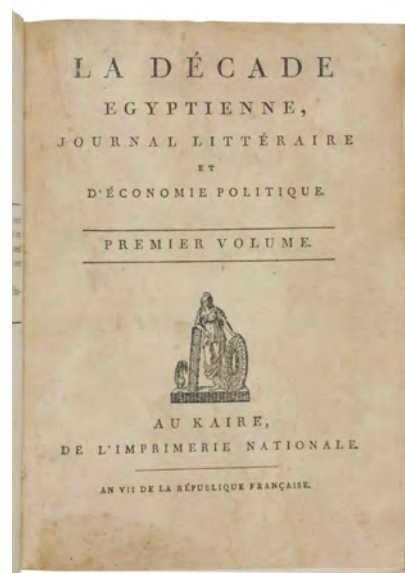 LA DÉCADE
EGYPTIENNE,
JOURNAL LITTÉRAIRE
ET
D'ÉCONOMIE POLITIQUE.
PREMIER VOLUME.
AU KAIRE,
DE L'IMPRIMERIE NATIONALE.
AN VII DE LA RÉPUBLIQUE FRANÇAISE.